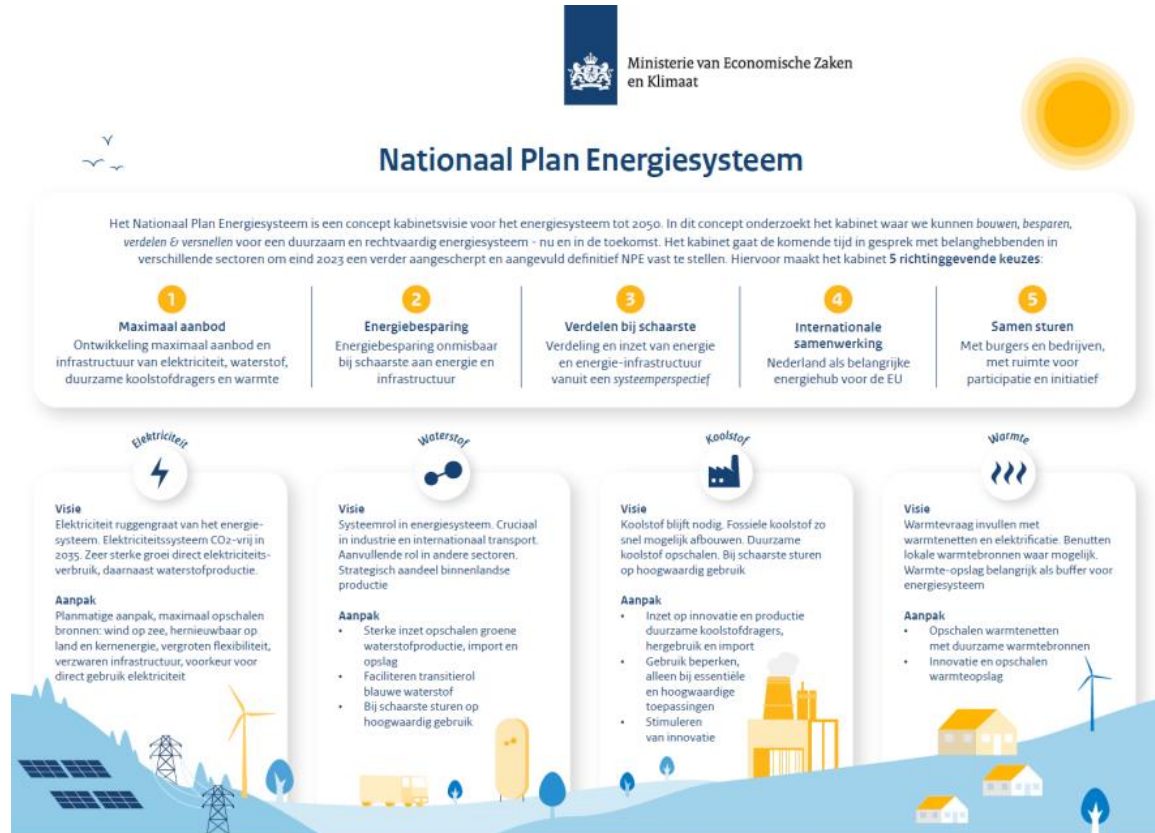 Ministerie van Economische Zaken
en Klimaat
Nationaal Plan Energiesysteem
Het Nationaal Plan Energiesysteem is een concept kabinetsvisie voor het energiesysteem tot 2050. In dit concept onderzoekt het kabinet waar we kunnen bouwen, besparen,
verdelen & versnellen voor een duurzaam en rechtvaardig energiesysteem - nu en in de toekomst. Het kabinet gaat de komende tijd in gesprek met belanghebbenden in
verschillende sectoren om eind 2023 een verder aangescherpt en aangevuld definitief NPE vast te stellen. Hiervoor maakt het kabinet 5 richtinggevende keuzes:
1
Maximaal aanbod
Ontwikkeling maximaal aanbod en
infrastructuur van elektriciteit, waterstof,
duurzame koolstofdragers en warmte
2
Energiebesparing
Energiebesparing onmisbaar
bij schaarste aan energie en
infrastructuur
3
Verdelen bij schaarste
Verdeling en inzet van energie
en energie-infrastructuur
vanuit een systeemperspectief
4
Internationale
samenwerking
Nederland als belangrijke
energiehub voor de EU
5
Samen sturen
Met burgers en bedrijven,
met ruimte voor
participatie en initiatief
Elektriciteit
Visie
Elektriciteit ruggengraat van het energie-
systeem. Elektriciteitssysteem CO2-vrij in
2035. Zeer sterke groei direct elektriciteits-
verbruik, daarnaast waterstofproductie.
Aanpak
Planmatige aanpak, maximaal opschalen
bronnen: wind op zee, hernieuwbaar op
land en kernenergie, vergroten flexibiliteit,
verzwaren infrastructuur, voorkeur voor
direct gebruik elektriciteit
Waterstof
Visie
Systeemrol in energiesysteem. Cruciaal
in industrie en internationaal transport.
Aanvullende rol in andere sectoren.
Strategisch aandeel binnenlandse
productie
Aanpak
• Sterke inzet opschalen groene
waterstofproductie, import en
opslag
• Faciliteren transitierol
blauwe waterstof
• Bij schaarste sturen op
hoogwaardig gebruik
Koolstof
Visie
Koolstof blijft nodig. Fossiele koolstof zo
snel mogelijk afbouwen. Duurzame
koolstof opschalen. Bij schaarste sturen
op hoogwaardig gebruik
Aanpak
• Inzet op innovatie en productie
duurzame koolstofdragers,
hergebruik en import
• Gebruik beperken,
alleen bij essentiële
en hoogwaardige
toepassingen
• Stimuleren
van innovatie
Warmte
Visie
Warmtevraag invullen met
warmtenetten en elektrificatie. Benutten
lokale warmtebronnen waar mogelijk.
Warmte-opslag belangrijk als buffer voor
energiesysteem
Aanpak
• Opschalen warmtenetten
met duurzame warmtebronnen
• Innovatie en opschalen
warmteopslag